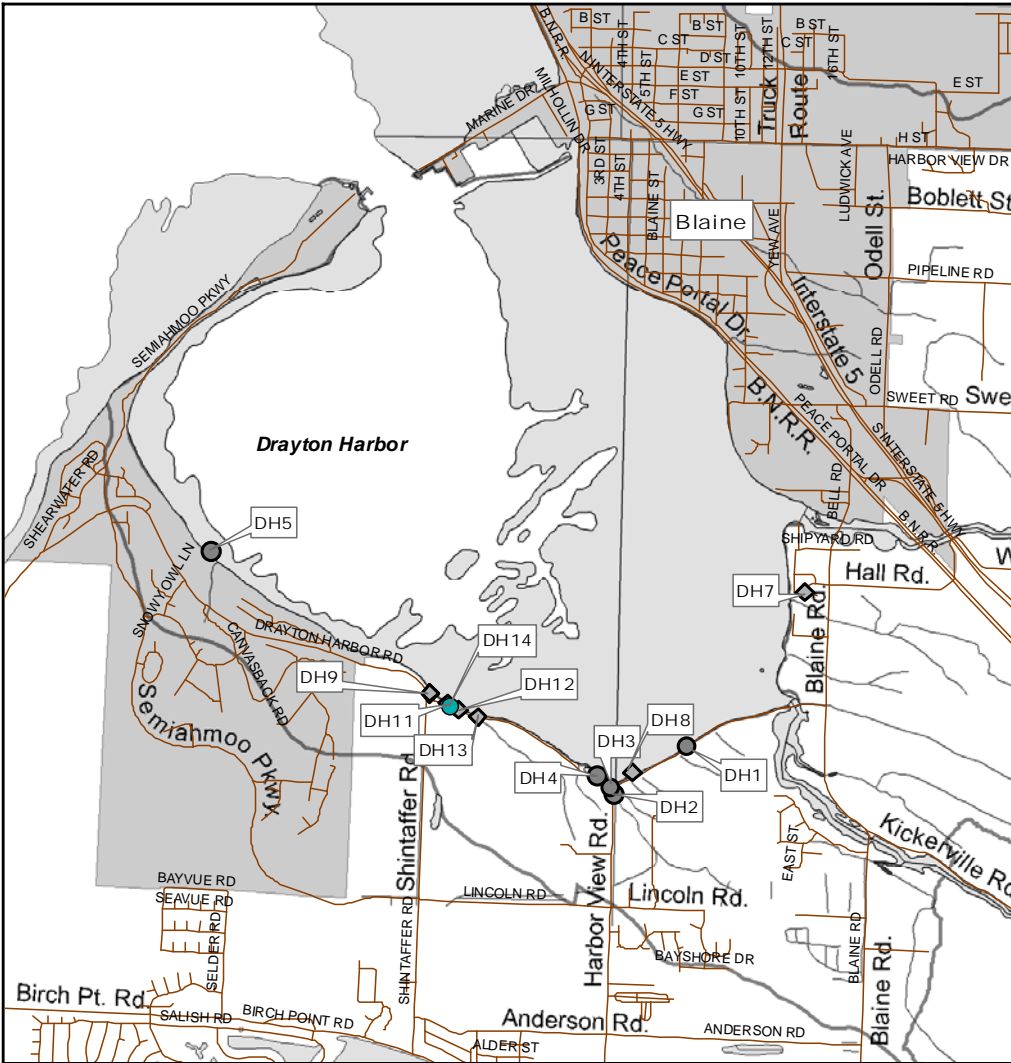 B.N.R.R.
B ST
B ST
4TH ST
C ST
C ST
D ST
10TH ST
12TH ST
16TH ST
N INTERSTATE 5 HWY
5TH ST
E ST
E ST
F ST
G ST
G ST
10TH ST
Truck
Route
MARINE DR
MILHOLLIN DR
H ST
HARBOR VIEW DR
3RD ST
4TH ST
BLAINE ST
LUDWICK AVE
Boblett St
Blaine
YEW AVE
Odell St.
Peace Portal Dr.
PIPELINE RD
SEMIAHMOO PKWY
Interstate 5
ODELL RD
B.N.R.R.
SWEET RD
Swe
PEACE PORTAL DR
S INTERSTATE 5 HWY
Drayton Harbor
SHEARWATER RD
BELL RD
B.N.R.R
DH5
SHIPYARD RD
W
Hall Rd.
DH7
SNOWY OWL LN
CANVASBACK RD
DRAYTON HARBOR RD
Blaine Rd.
DH14
DH9
DH12
DH11
DH13
Semiahmoo Pkwy.
DH3
DH8
DH4
DH1
DH2
Shintaffer R
Harbor View Rd.
EAST ST
Kickerville Rd
BAYVUE RD
SEAVUE RD
LINCOLN RD
Lincoln Rd.
SELDER RD
SHINTAFFER RD
BAYSHORE DR
BLAINE RD
Blaine Rd.
Birch Pt. Rd.
SALISH RD
BIRCH POINT RD
Anderson Rd.
ANDERSON RD
ALDER ST